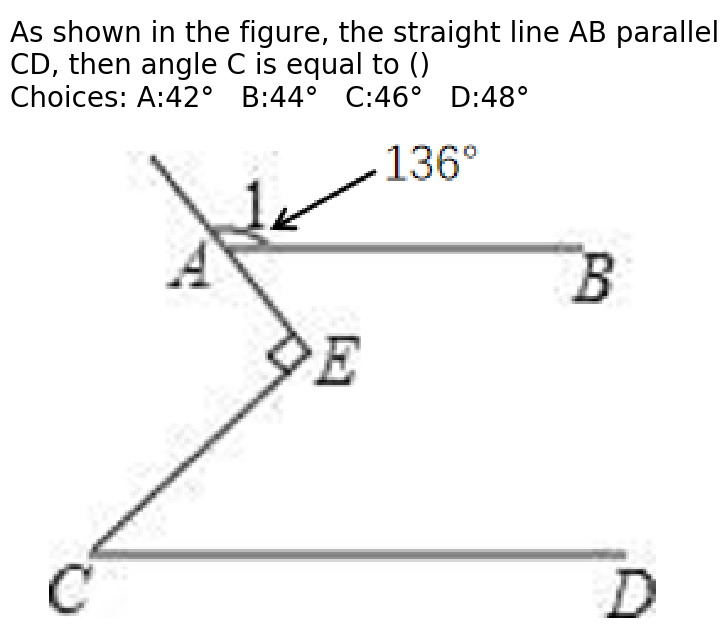 As shown in the figure, the straight line AB parallel
CD, then angle C is equal to ()
Choices: A:42° B:44° C:46° D:48°
136°
1
A
B
E
C
D